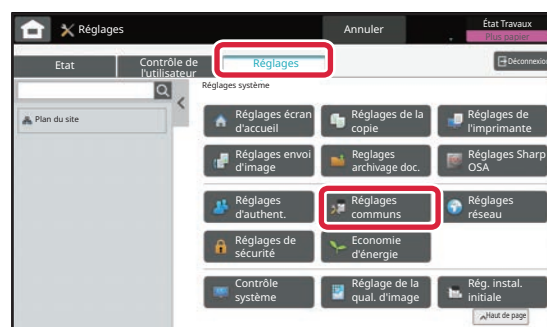 Réglages
Annuler
État Travaux
Plus papier
Etat
Contrôle de
l'utilisateur
Réglages
Déconnexion
Réglages système
Plan du site
Réglages écran
d'accueil
Réglages de la
copie
Réglages de
l'imprimante
Réglages envoi
d'image
Reglages
archivage doc.
Réglages Sharp
OSA
Réglages
d'authent.
Réglages
communs
Réglages
réseau
Réglages de
sécurité
Economie
d'énergie
Contrôle
système
Réglage de la
qual. d'image
Rég. instal.
initiale
Haut de page